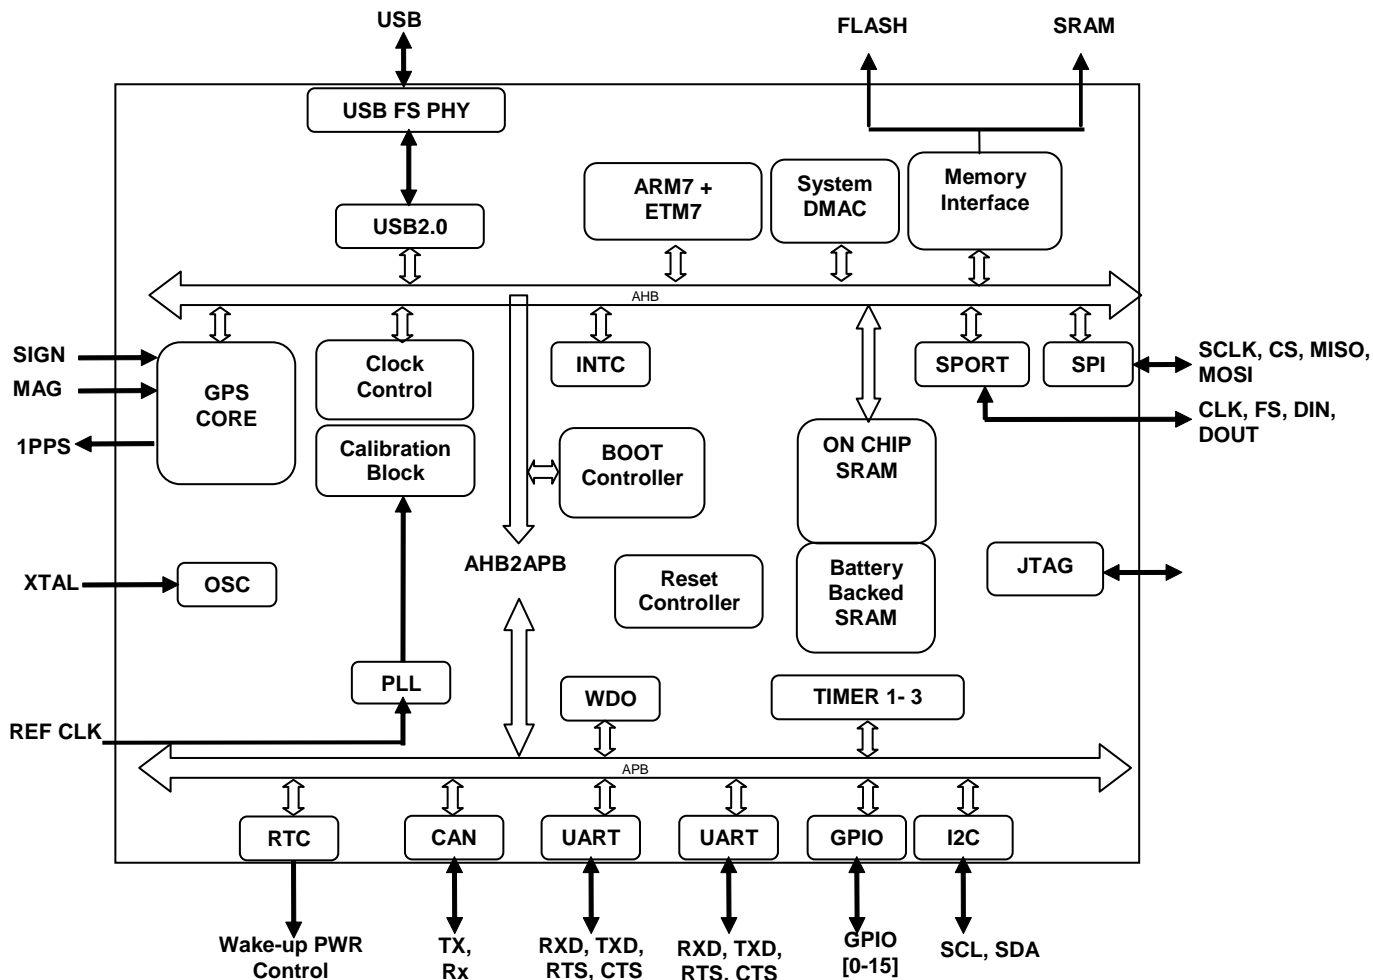 USB
FLASH
SRAM
USB FS PHY
ARM7 +
ETM7
System
DMAC
Memory
Interface
USB2.0
AHB
SIGN
MAG
1PPS
GPS
CORE
Clock
Control
INTC
SPORT
SPI
SCLK, CS, MISO,
MOSI
CLK, FS, DIN,
DOUT
Calibration
Block
BOOT
Controller
ON CHIP
SRAM
AHB2APB
XTAL
OSC
Reset
Controller
Battery
Backed
SRAM
JTAG
PLL
WDO
TIMER 1- 3
REF CLK
APB
RTC
CAN
UART
UART
GPIO
I2C
Wake-up PWR
Control
TX,
Rx
RXD, TXD,
RTS, CTS
RXD, TXD,
RTS, CTS
GPIO
[0-15]
SCL, SDA